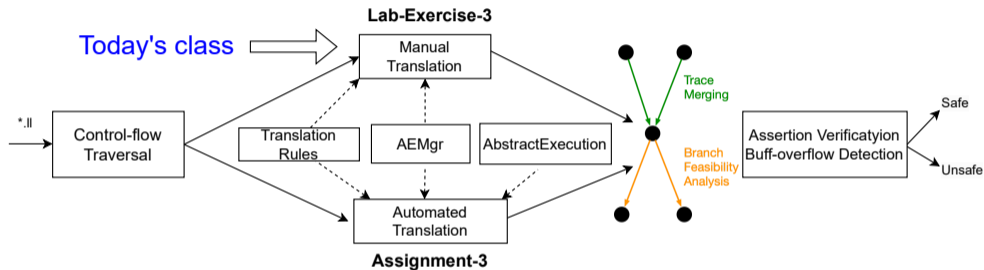 Lab-Exercise-3
Today's class
Manual
Translation
*.ll
Control-flow
Traversal
Translation
Rules
AEMgr
AbstractExecution
Automated
Translation
Assignment-3
Trace
Merging
Branch
Feasibility
Analysis
Assertion Verificatyion
Buff-overflow Detection
Safe
Unsafe